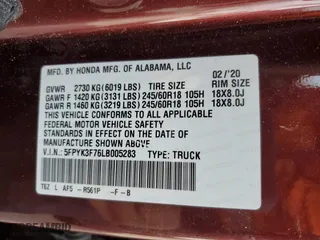 MFD. BY HONDA MFG. OF ALABAMA, LLC
02/'20
GVWR 2730 KG(6019 LBS) TIRE SIZE RIM SIZE
GAWR F 1420 KG(3131 LBS)245/60R18 105H 18X8.0J
GAWR R 1460 KG(3219 LBS)245/60R18 105H 18X8.0J
THIS VEHICLE CONFORMS TO ALL APPLICABLE
FEDERAL MOTOR VEHICLE SAFETY
STANDARDS IN EFFECT ON THE DATE OF
MANUFACTURE SHOWN ABOVE.
V.I.N.: 5FPYK3F76LB005283 TYPE: TRUCK
T6Z L AF5 - R561P -F-B